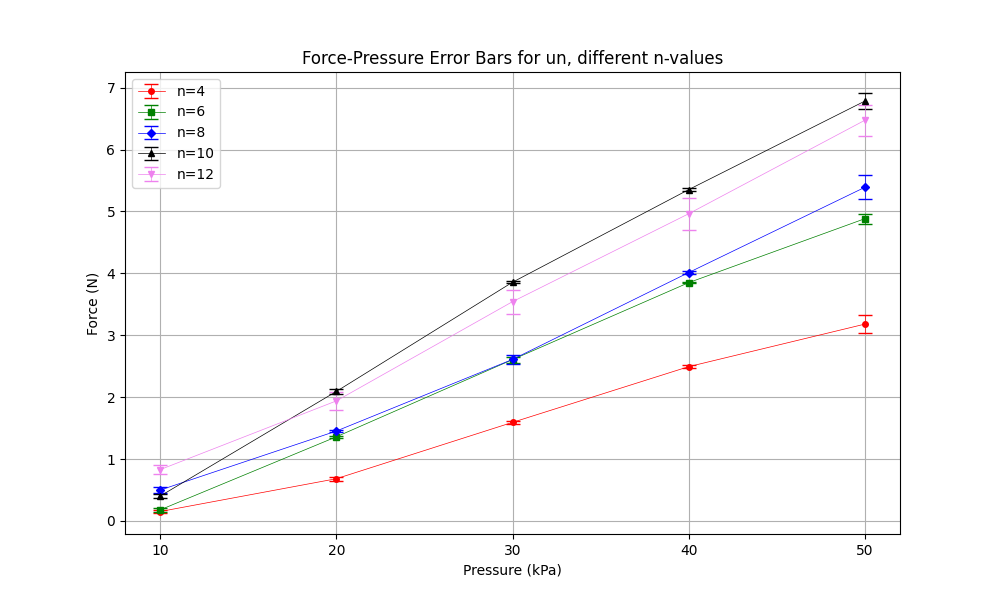 Force-Pressure Error Bars for un, different n-values
n=4
n=6
n=8
n=10
n=12
7
6
5
4
3
2
1
0
Force (N)
10 20 30 40 50
Pressure (kPa)